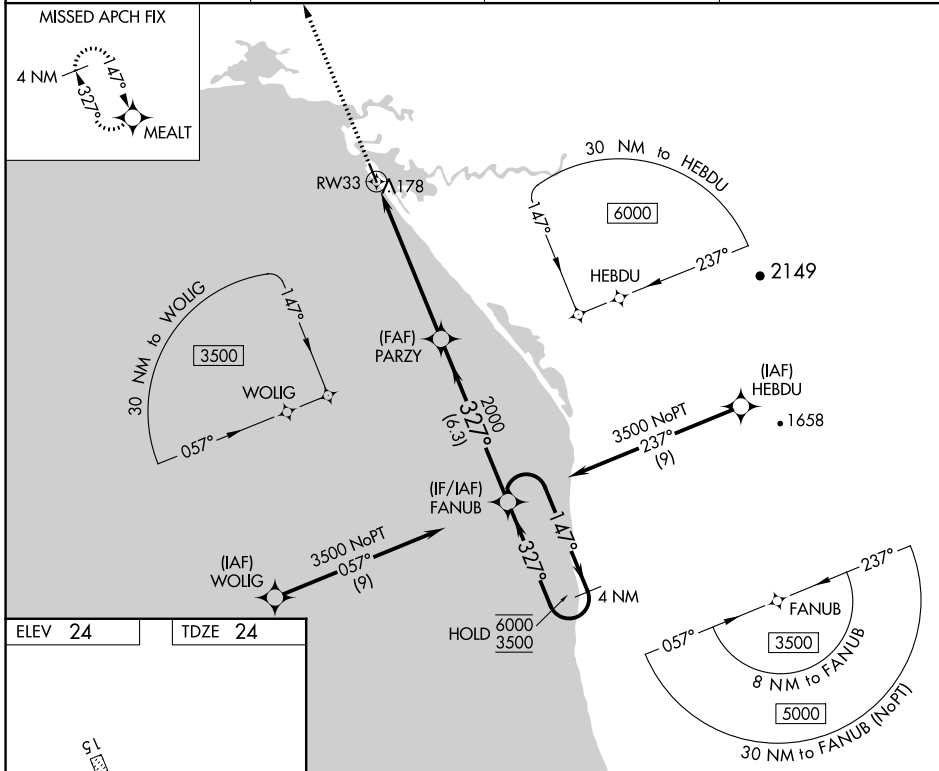 MISSED APCH FIX
4 NM
147°
327°
MEALT
RW33
178
30 NM to HEBDU
6000
147°
HEBDU
237°
2149
30 NM to WOLIG
147°
3500
WOLIG
057°
(FAF)
PARZY
2000
327°
(6.3)
(IAF)
HEBDU
1658
3500 NoPT
237°
(9)
(IF/IAF)
FANUB
147°
327°
3500 NoPT
057°
(9)
(IAF)
WOLIG
4 NM
HOLD
6000
3500
237°
FANUB
057°
3500
8 NM to FANUB
5000
30 NM to FANUB (NoPT)
ELEV 24
TDZE 24
15